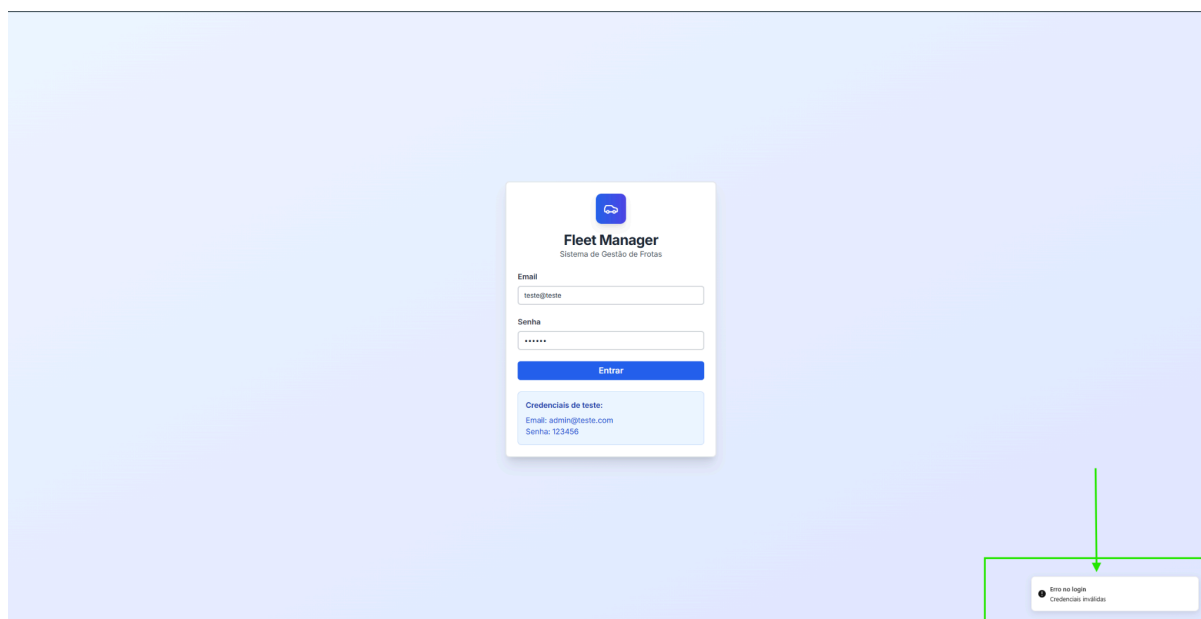 Fleet Manager
Sistema de Gestão de Frotas
Email
teste@teste
Senha
••••••
Entrar
Credenciais de teste:
Email: admin@teste.com
Senha: 123456
Erro no login
Credenciais inválidas